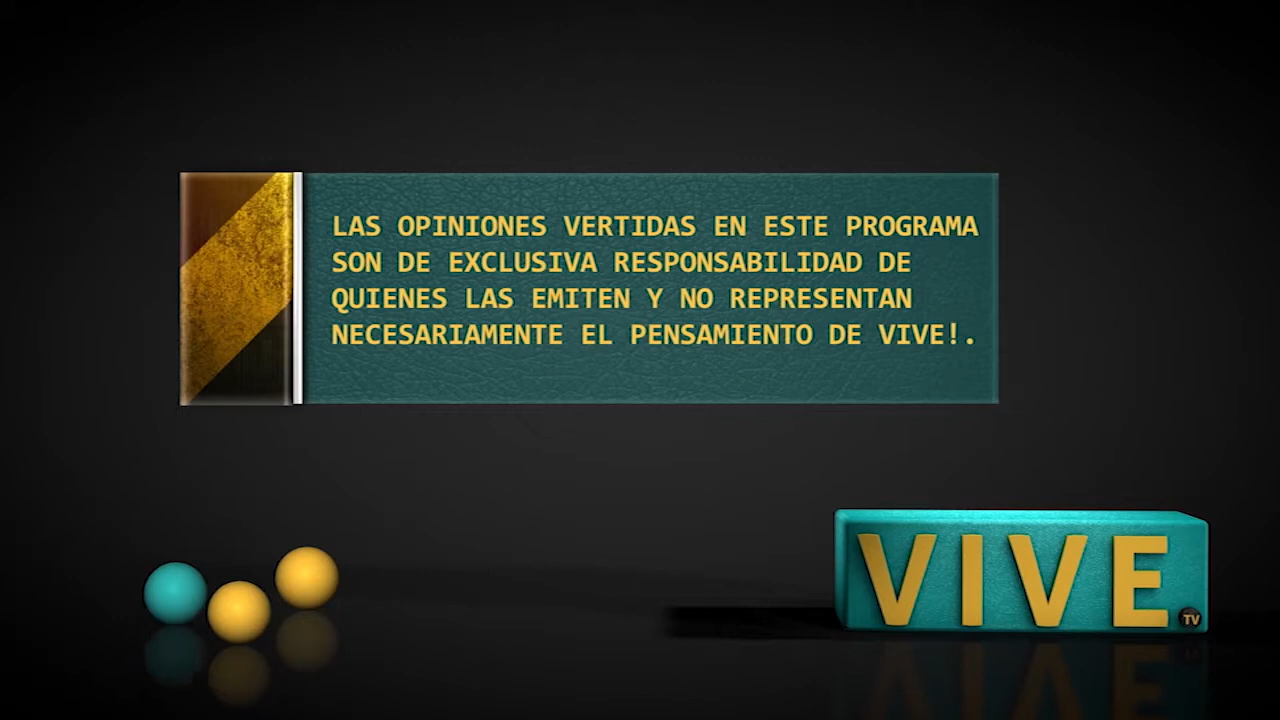 LAS OPINIONES VERTIDAS EN ESTE PROGRAMA
SON DE EXCLUSIVA RESPONSABILIDAD DE
QUIENES LAS EMITEN Y NO REPRESENTAN
NECESARIAMENTE EL PENSAMIENTO DE VIVE!.
VIVE
TV